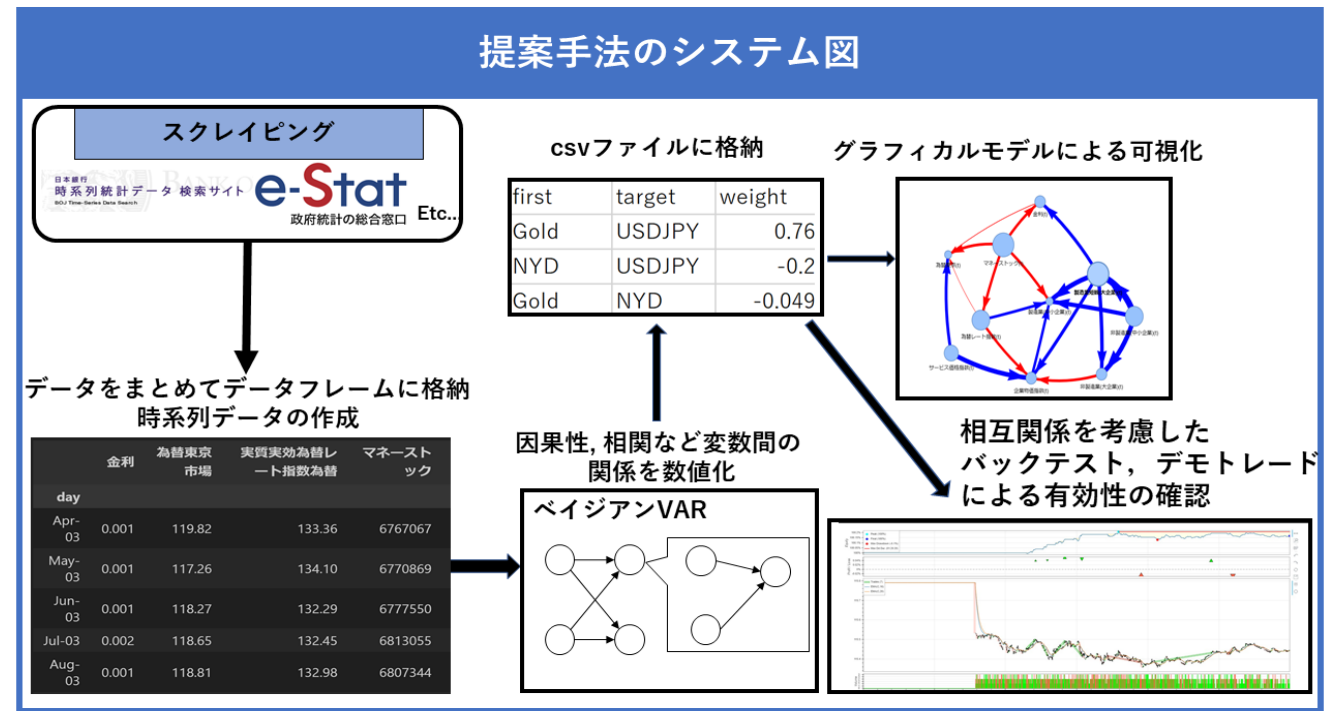 提案手法のシステム図
スクレイピング
日本銀行
時系列統計データ 検索サイト
BOJ Time-Series Data Search
e-Stat
政府統計の総合窓口
Etc...
データをまとめてデータフレームに格納
時系列データの作成
金利 為替東京市場 実質実効為替レート指数為替 マネーストック
day
Apr-03 0.001 119.82 133.36 6767067
May-03 0.001 117.26 134.10 6770869
Jun-03 0.001 118.27 132.29 6777550
Jul-03 0.002 118.65 132.45 6813055
Aug-03 0.001 118.81 132.98 6807344
因果性, 相関など変数間の
関係を数値化
ベイジアンVAR
csvファイルに格納
first target weight
Gold USDJPY 0.76
NYD USDJPY -0.2
Gold NYD -0.049
グラフィカルモデルによる可視化
金利(t)
相互関係を考慮した
バックテスト，デモトレード
による有効性の確認